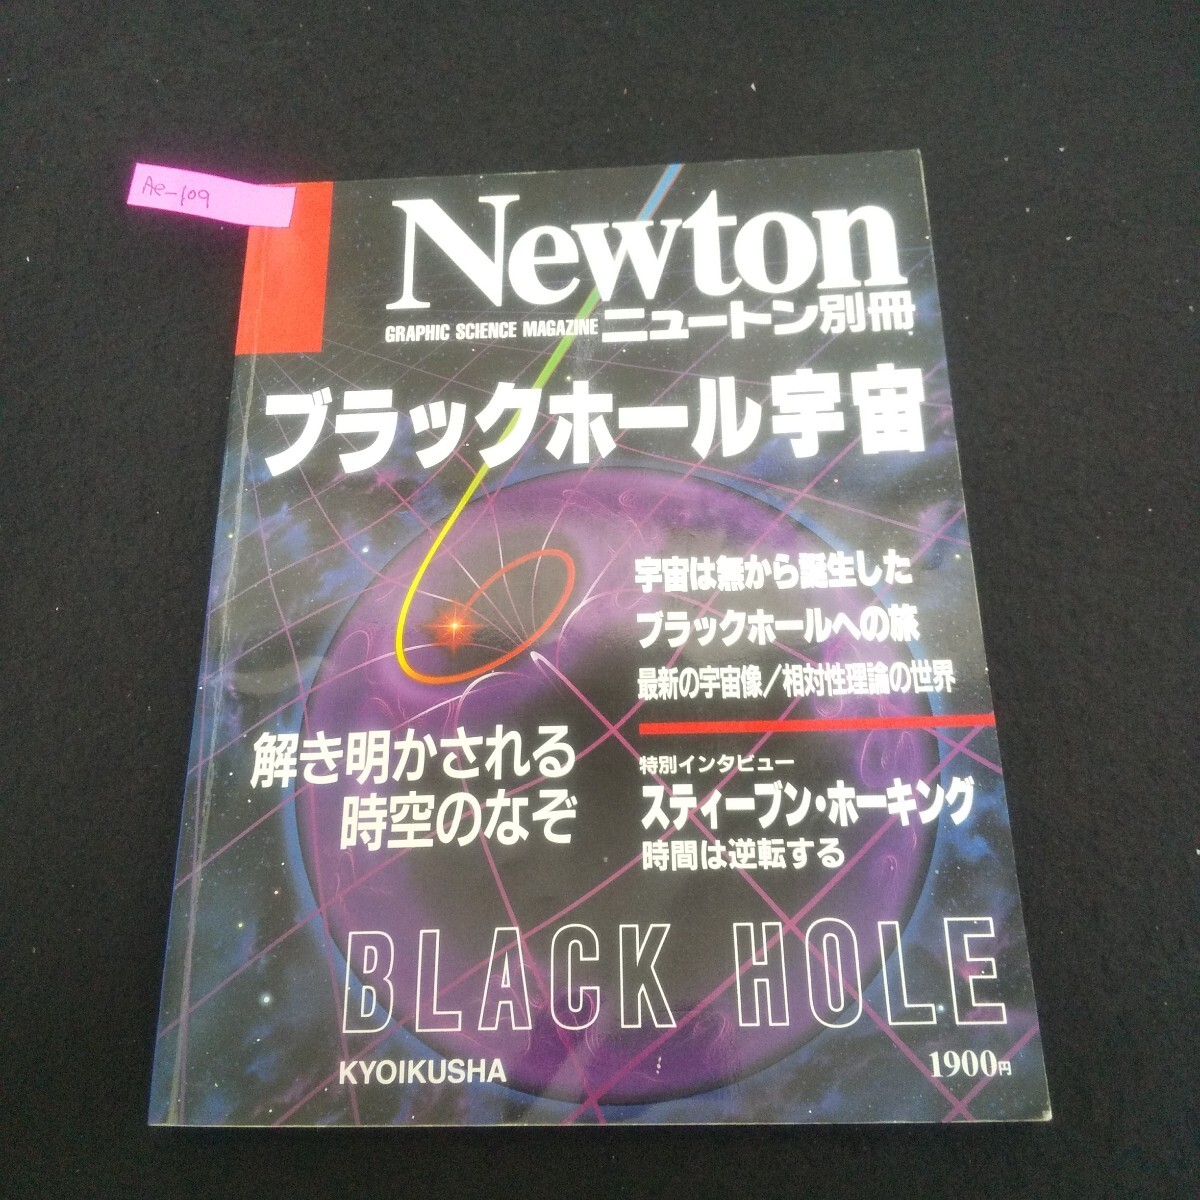 Ae-109
Newton
GRAPHIC SCIENCE MAGAZINE ニュートン別冊
ブラックホール宇宙
宇宙は無から誕生した
ブラックホールへの旅
最新の宇宙像/相対性理論の世界
解き明かされる
時空のなぞ
特別インタビュー
スティーブン・ホーキング
時間は逆転する
BLACK HOLE
KYOIKUSHA
1900円